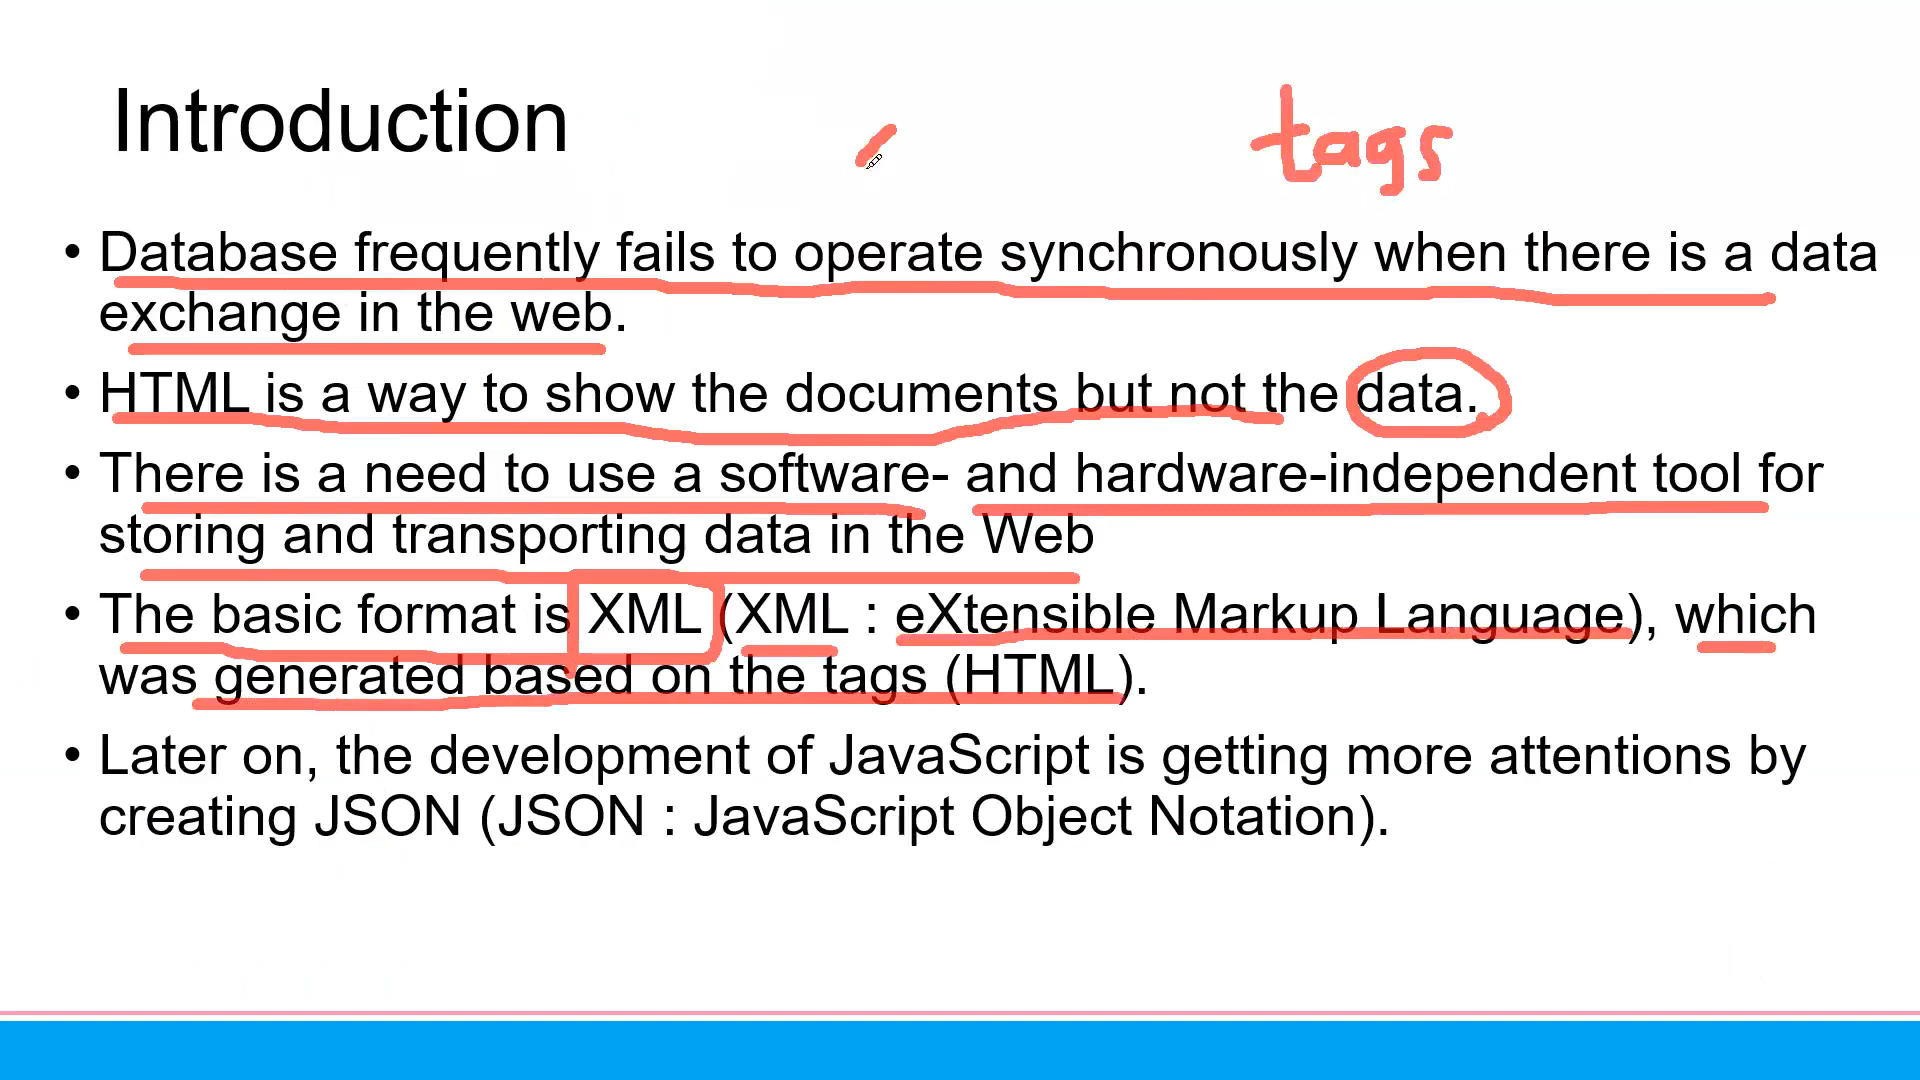 Introduction
tags
• Database frequently fails to operate synchronously when there is a data
exchange in the web.
• HTML is a way to show the documents but not the data.
• There is a need to use a software- and hardware-independent tool for
storing and transporting data in the Web
• The basic format is XML (XML : eXtensible Markup Language), which
was generated based on the tags (HTML).
• Later on, the development of JavaScript is getting more attentions by
creating JSON (JSON : JavaScript Object Notation).